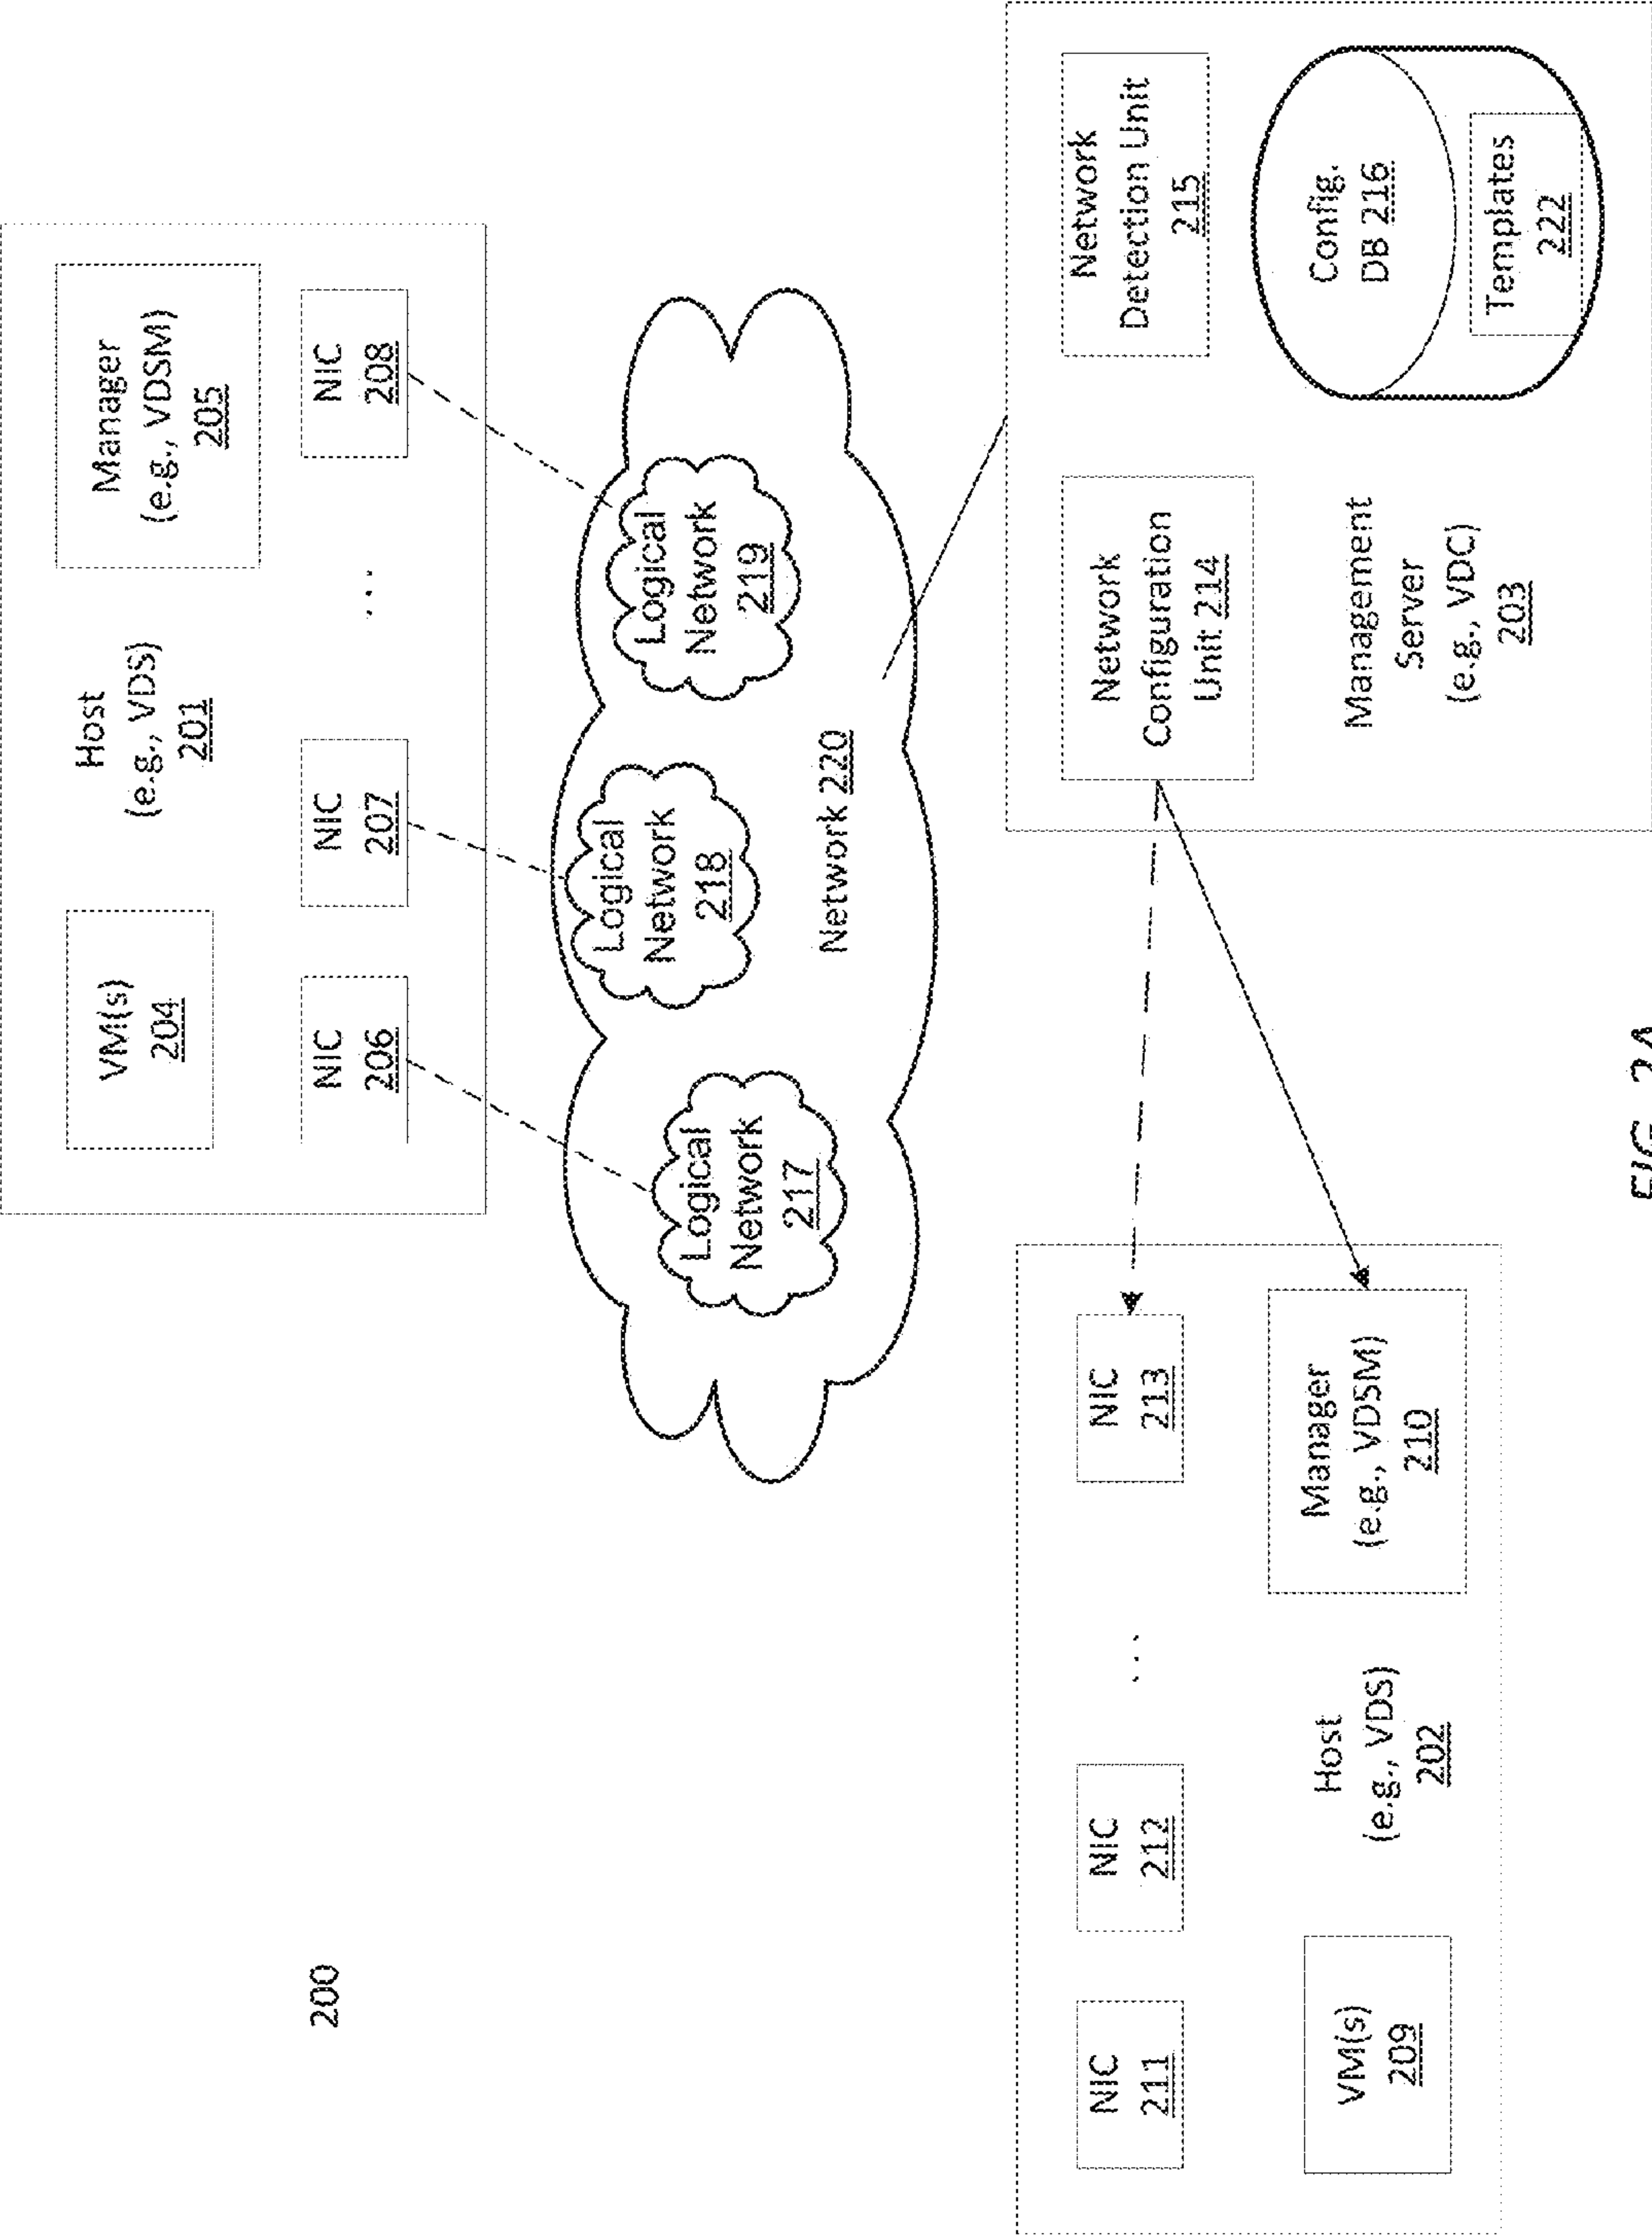 200
VM(s)
204
Host
(e.g., VDS)
201
Manager
(e.g., VDSM)
205
NIC
206
NIC
207
...
NIC
208
Logical
Network
217
Logical
Network
218
Logical
Network
219
Network 220
NIC
211
NIC
212
...
NIC
213
VM(s)
209
Host
(e.g., VDS)
202
Manager
(e.g., VDSM)
210
Network
Configuration
Unit 214
Network
Detection Unit
215
Management
Server
(e.g., VDC)
203
Config.
DB 216
Templates
222
FIG. 2A